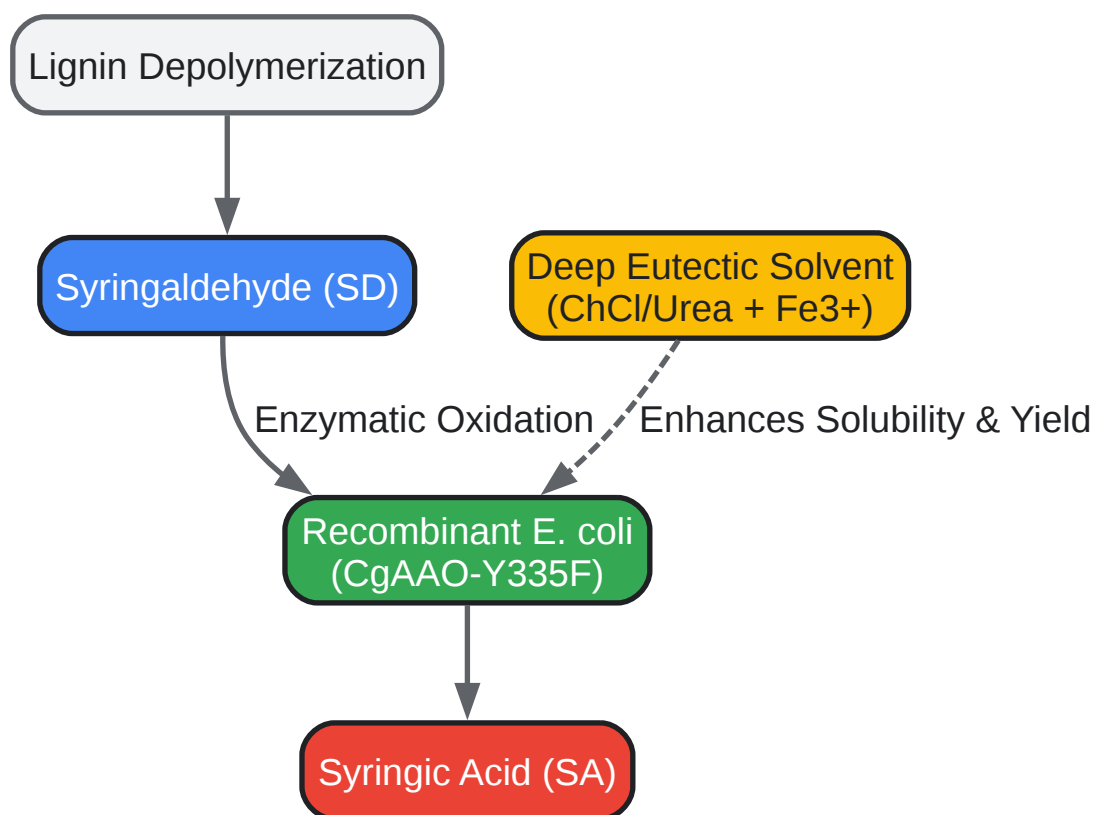 Lignin Depolymerization
Syringaldehyde (SD)
Deep Eutectic Solvent
(ChCl/Urea + Fe3+)
Enzymatic Oxidation
Enhances Solubility & Yield
Recombinant E. coli
(CgAAO-Y335F)
Syringic Acid (SA)